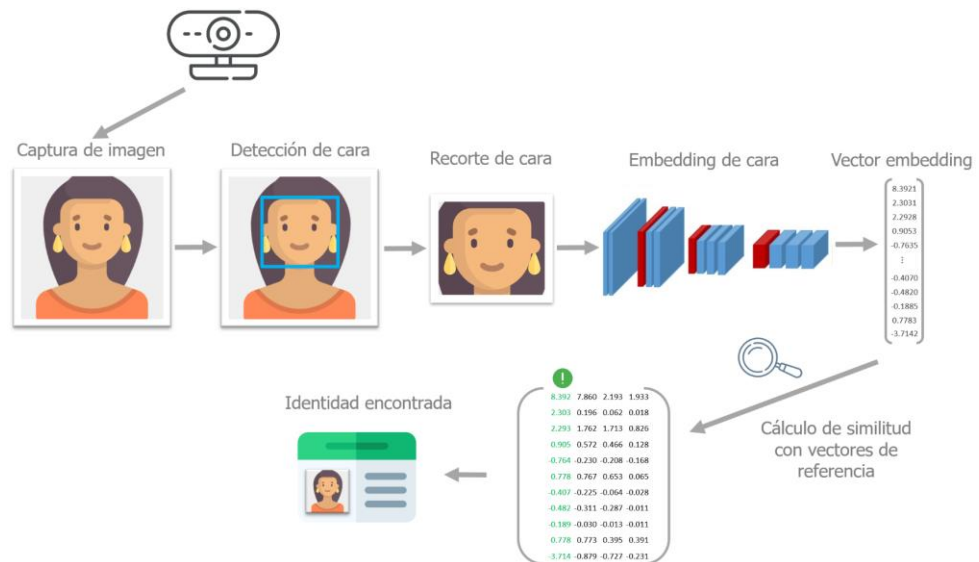 Captura de imagen
Detección de cara
Recorte de cara
Embedding de cara
Vector embedding
8.3921
2.3031
2.2928
0.9053
-0.7635
⋮
-0.4070
-0.4820
-0.1885
0.7783
-3.7142
Cálculo de similitud
con vectores de
referencia
!
8.392 7.860 2.193 1.933
2.303 0.196 0.062 0.018
2.293 1.762 1.713 0.826
0.905 0.572 0.466 0.128
-0.764 -0.230 -0.208 -0.168
0.778 0.767 0.653 0.065
-0.407 -0.225 -0.064 -0.028
-0.482 -0.311 -0.287 -0.011
-0.189 -0.030 -0.013 -0.011
0.778 0.773 0.395 0.391
-3.714 -0.879 -0.727 -0.231
Identidad encontrada